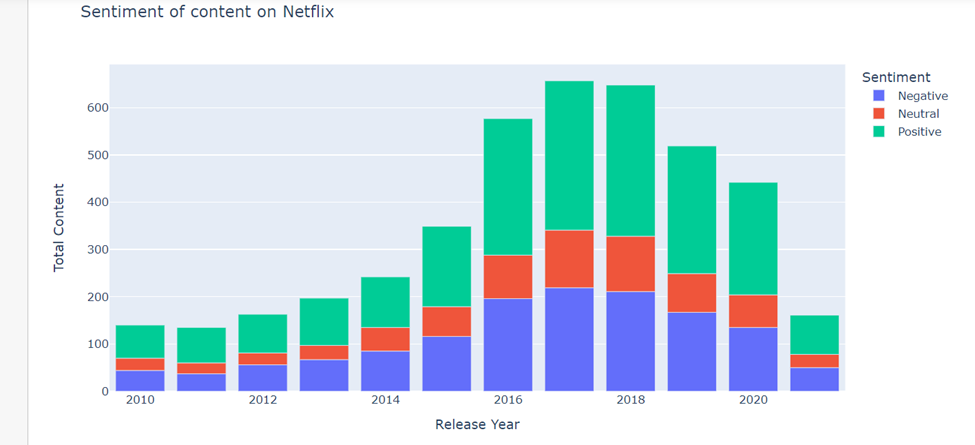 Sentiment of content on Netflix
Sentiment
Negative
Neutral
Positive
Total Content
600
500
400
300
200
100
0
2010 2012 2014 2016 2018 2020
Release Year